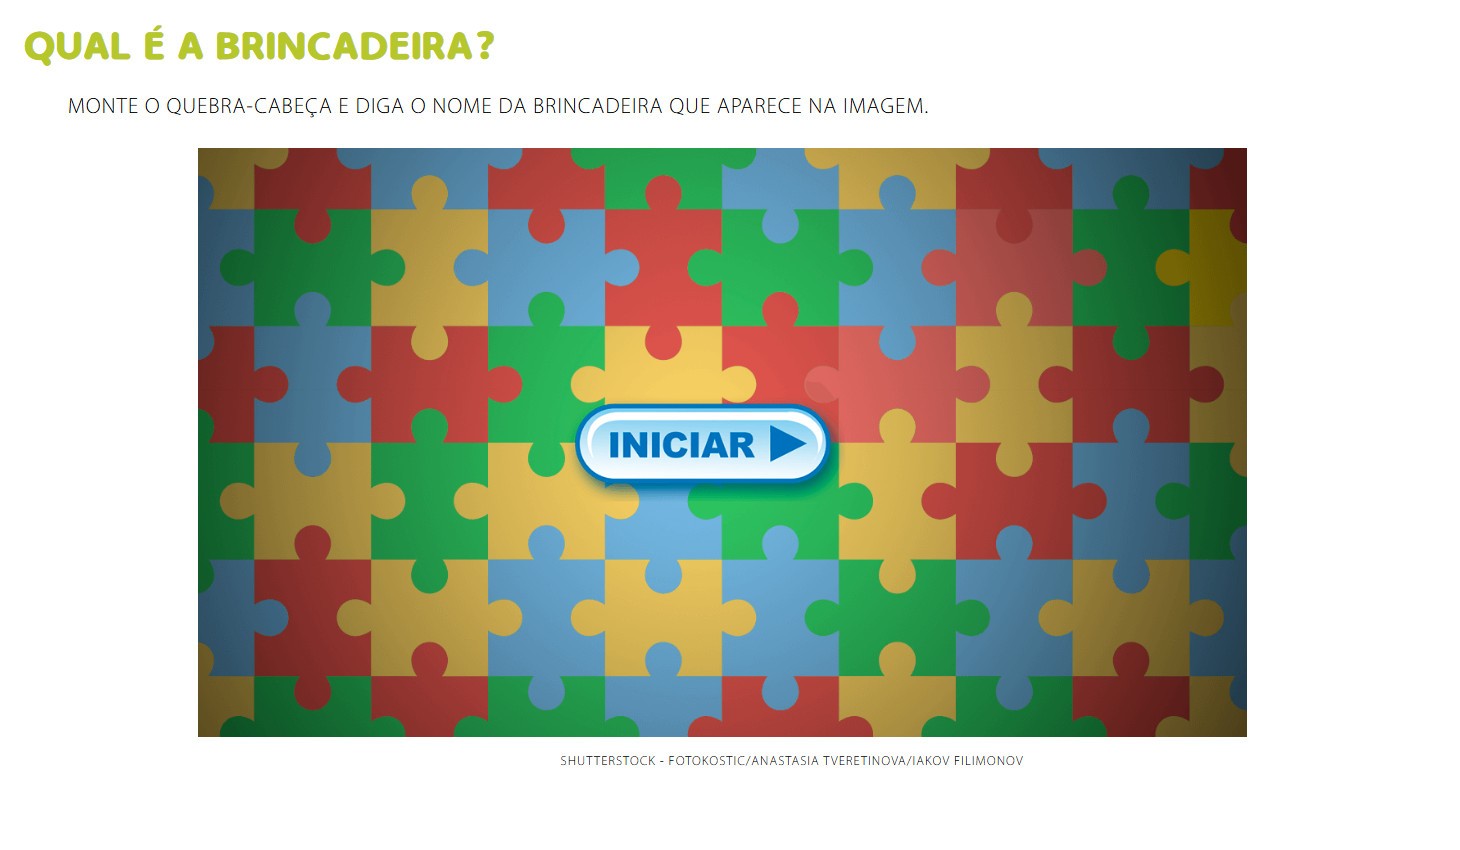 QUAL É A BRINCADEIRA?
MONTE O QUEBRA-CABEÇA E DIGA O NOME DA BRINCADEIRA QUE APARECE NA IMAGEM.
INICIAR
SHUTTERSTOCK - FOTOKOSTIC/ANASTASIA TVERETINOVA/IAKOV FILIMONOV